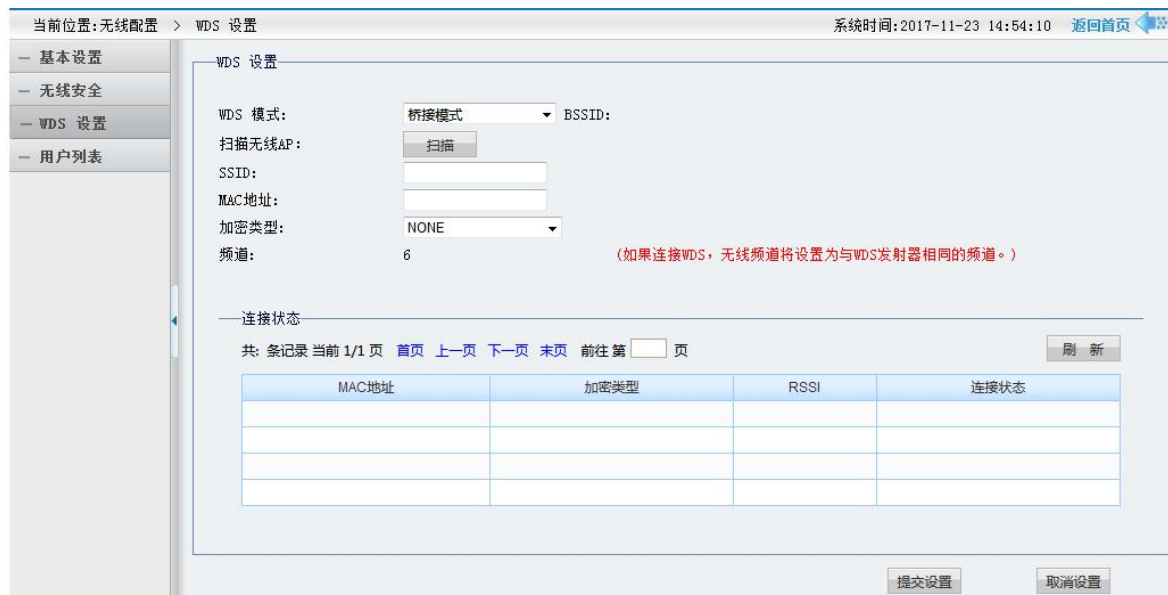 当前位置:无线配置 > WDS 设置 系统时间:2017-11-23 14:54:10 返回首页
— 基本设置
— 无线安全
— WDS 设置
— 用户列表
WDS 设置
WDS 模式: 桥接模式 BSSID:
扫描无线AP: 扫描
SSID:
MAC地址:
加密类型: NONE
频道: 6 (如果连接WDS，无线频道将设置为与WDS发射器相同的频道。)
连接状态
共: 条记录 当前 1/1 页 首页 上一页 下一页 末页 前往 第 页 刷 新
MAC地址 加密类型 RSSI 连接状态
提交设置 取消设置